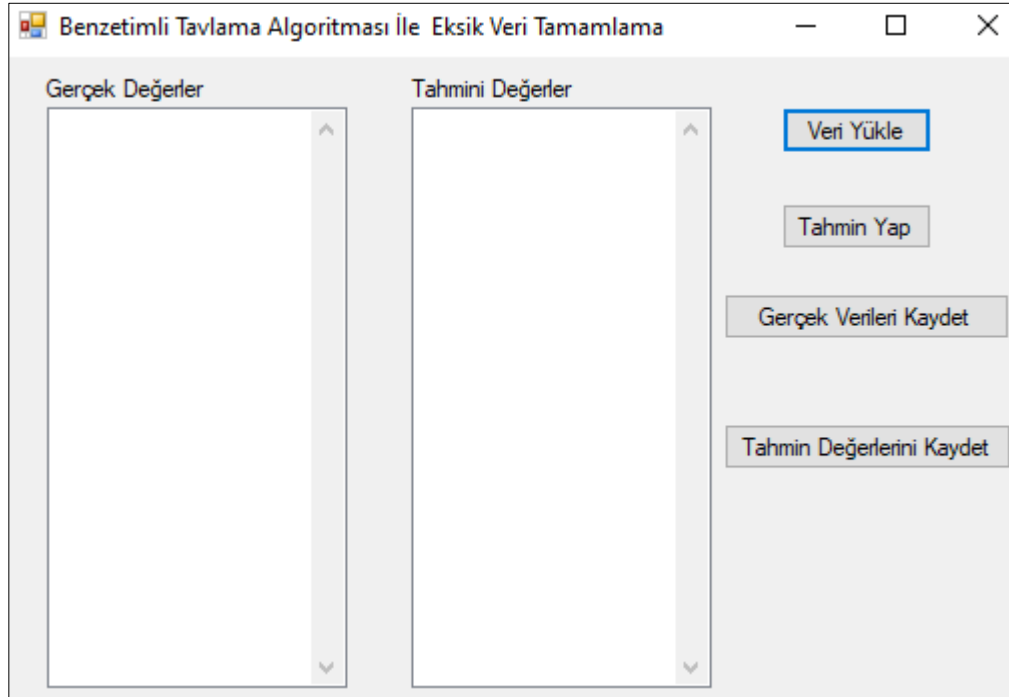 Benzetimli Tavlama Algoritması İle  Eksik Veri Tamamlama
Gerçek Değerler
Tahmini Değerler
Veri Yükle
Tahmin Yap
Gerçek Verileri Kaydet
Tahmin Değerlerini Kaydet